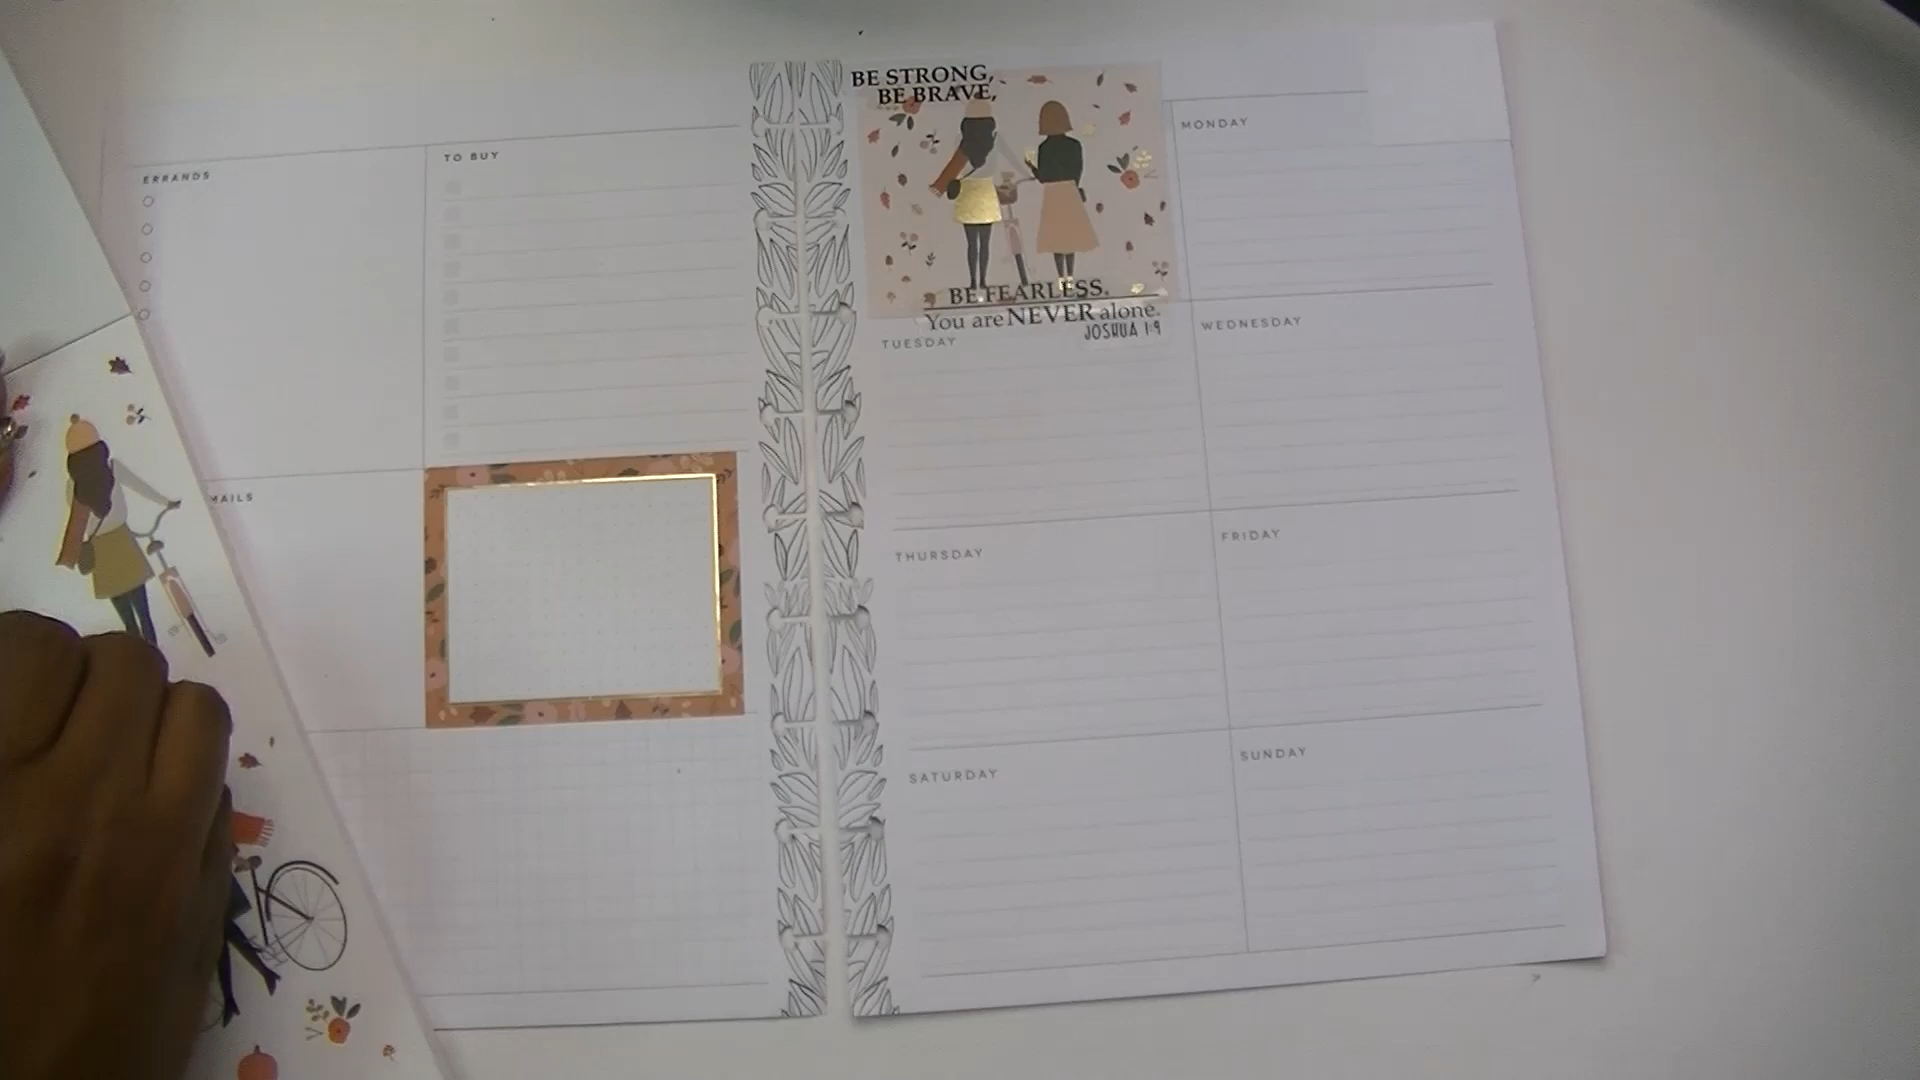 ERRANDS
TO BUY
MAILS
BE STRONG,
BE BRAVE,
BE FEARLESS.
You are NEVER alone.
JOSHUA 1:9
MONDAY
TUESDAY
WEDNESDAY
THURSDAY
FRIDAY
SATURDAY
SUNDAY